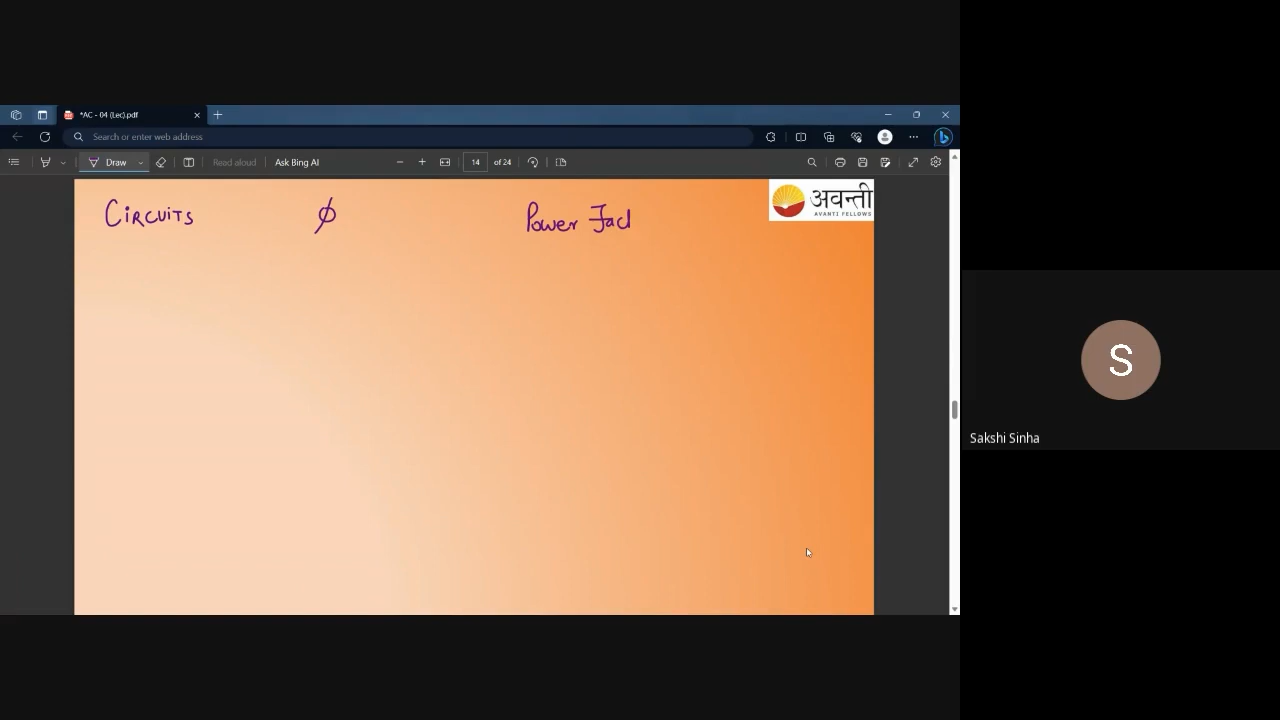 *AC - 04 (Lec).pdf
Search or enter web address
Draw
Read aloud
Ask Bing AI
14
of 24
CIRCUITS
ϕ
Power Fact
अवन्ती
AVANTI FELLOWS
S
Sakshi Sinha